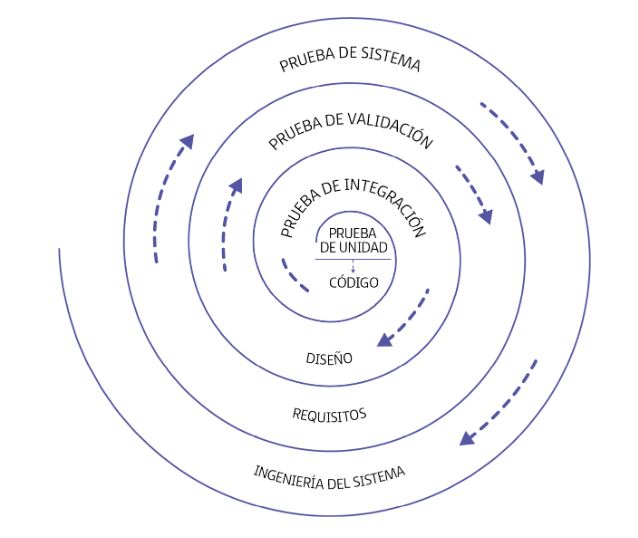 PRUEBA DE SISTEMA
PRUEBA DE VALIDACIÓN
PRUEBA DE INTEGRACIÓN
PRUEBA
DE UNIDAD
CÓDIGO
DISEÑO
REQUISITOS
INGENIERÍA DEL SISTEMA